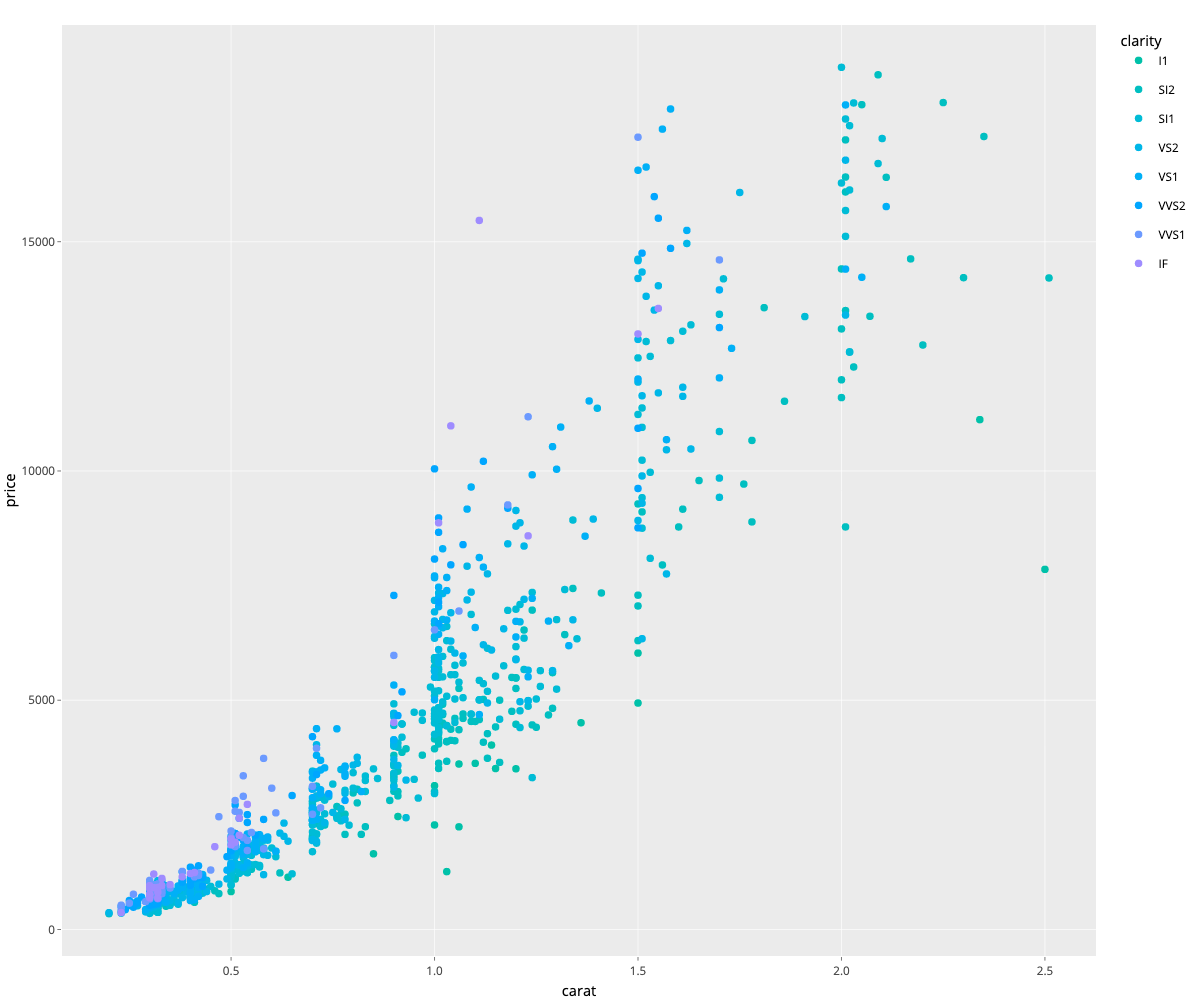 clarity
I1
SI2
SI1
VS2
VS1
VVS2
VVS1
IF
15000
10000
5000
0
price
0.5
1.0
1.5
2.0
2.5
carat